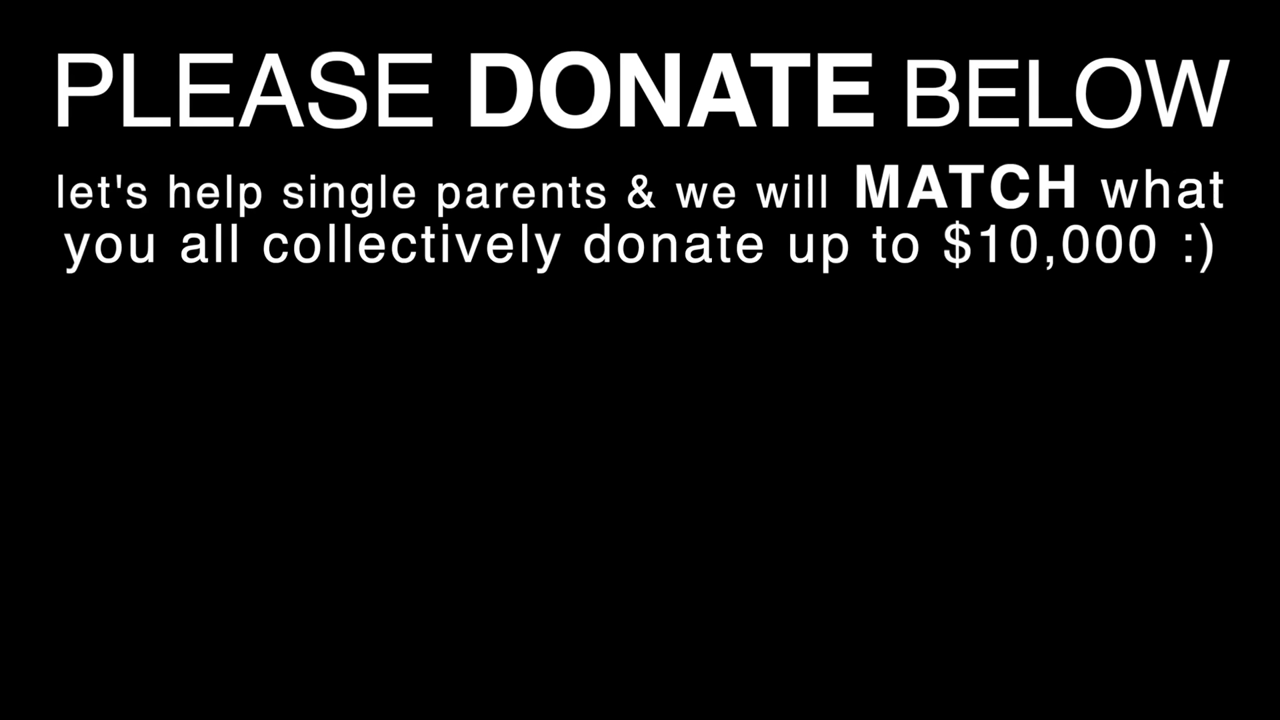 PLEASE DONATE BELOW
let's help single parents & we will MATCH what
you all collectively donate up to $10,000 :)